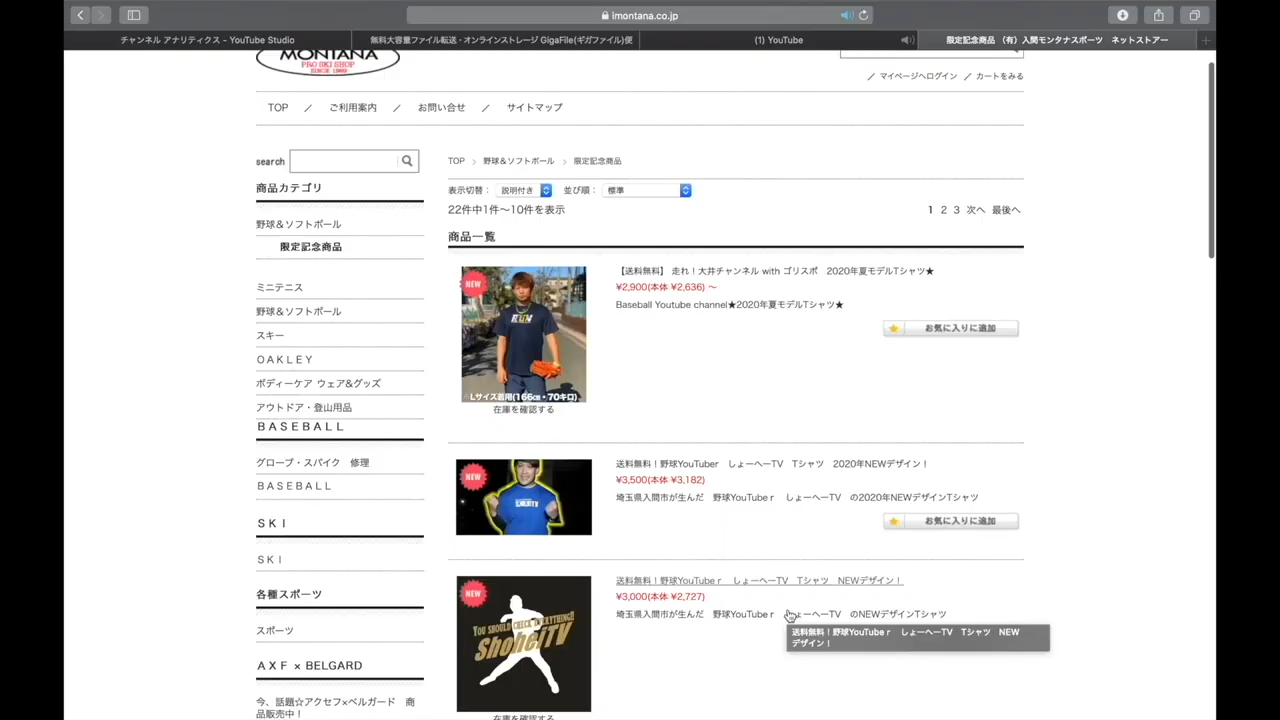 imontana.co.jp
チャンネル アナリティクス - YouTube Studio
無料大容量ファイル転送・オンラインストレージ GigaFile(ギガファイル)便
(1) YouTube
限定記念商品 （有）入間モンタナスポーツ ネットストアー
MONTANA
PRO SKI SHOP
SINCE 1969
／ マイページへログイン ／ カートをみる
TOP ／ ご利用案内 ／ お問い合せ ／ サイトマップ
search
商品カテゴリ
野球＆ソフトボール
限定記念商品
ミニテニス
野球＆ソフトボール
スキー
ＯＡＫＬＥＹ
ボディーケア ウェア&グッズ
アウトドア・登山用品
ＢＡＳＥＢＡＬＬ
グローブ・スパイク 修理
ＢＡＳＥＢＡＬＬ
ＳＫＩ
ＳＫＩ
各種スポーツ
スポーツ
ＡＸＦ × ＢＥＬＧＡＲＤ
今、話題☆アクセフ×ベルガード 商
品販売中！
TOP > 野球＆ソフトボール > 限定記念商品
表示切替： 説明付き 並び順： 標準
22件中1件～10件を表示
1 2 3 次へ 最後へ
商品一覧
NEW
Lサイズ着用(166㎝・70キロ)
在庫を確認する
【送料無料】 走れ！大井チャンネル with ゴリスポ 2020年夏モデルTシャツ★
¥2,900(本体 ¥2,636) ～
Baseball Youtube channel★2020年夏モデルTシャツ★
お気に入りに追加
NEW
送料無料！野球YouTuber しょーへーTV Tシャツ 2020年NEWデザイン！
¥3,500(本体 ¥3,182)
埼玉県入間市が生んだ 野球YouTubeｒ しょーへーTV の2020年NEWデザインTシャツ
お気に入りに追加
NEW
YOU SHOULD CHECK EVERYTHING!!
ShoheiTV
在庫を確認する
送料無料！野球YouTubeｒ しょーへーTV Tシャツ NEWデザイン！
¥3,000(本体 ¥2,727)
埼玉県入間市が生んだ 野球YouTubeｒ しょーへーTV のNEWデザインTシャツ
送料無料！野球YouTubeｒ しょーへーTV Tシャツ NEW
デザイン！